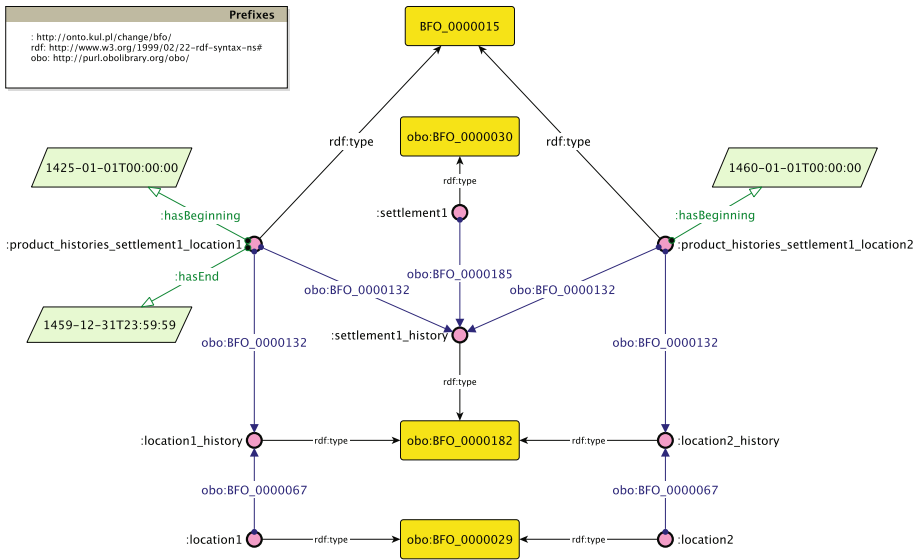 Prefixes
: http://onto.kul.pl/change/bfo/
rdf: http://www.w3.org/1999/02/22-rdf-syntax-ns#
obo: http://purl.obolibrary.org/obo/
BFO_0000015
obo:BFO_0000030
rdf:type
rdf:type
1425-01-01T00:00:00
1460-01-01T00:00:00
rdf:type
:settlement1
:hasBeginning
:hasBeginning
:product_histories_settlement1_location1
:product_histories_settlement1_location2
:hasEnd
obo:BFO_0000185
obo:BFO_0000132
obo:BFO_0000132
1459-12-31T23:59:59
:settlement1_history
obo:BFO_0000132
obo:BFO_0000132
rdf:type
:location1_history
rdf:type
obo:BFO_0000182
rdf:type
:location2_history
obo:BFO_0000067
obo:BFO_0000067
:location1
rdf:type
obo:BFO_0000029
rdf:type
:location2